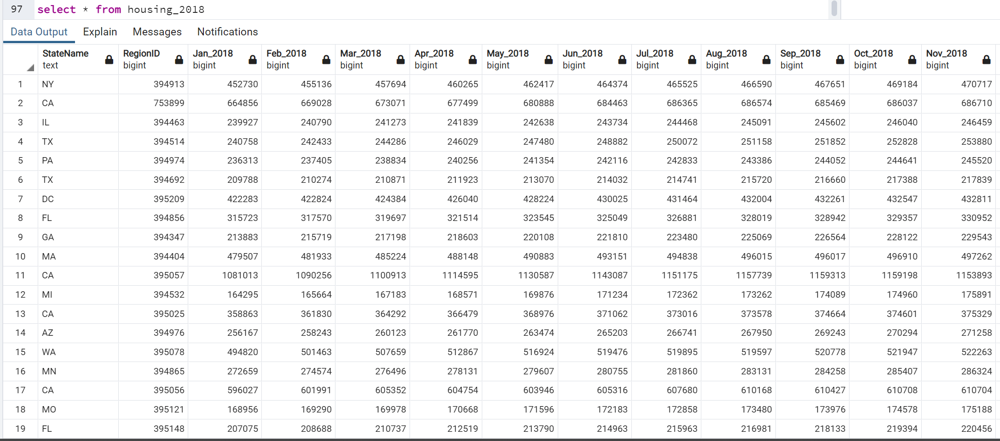 97 select * from housing_2018
Data Output Explain Messages Notifications
StateName RegionID Jan_2018 Feb_2018 Mar_2018 Apr_2018 May_2018 Jun_2018 Jul_2018 Aug_2018 Sep_2018 Oct_2018 Nov_2018
text bigint bigint bigint bigint bigint bigint bigint bigint bigint bigint bigint bigint
1 NY 394913 452730 455136 457694 460265 462417 464374 465525 466590 467651 469184 470717
2 CA 753899 664856 669028 673071 677499 680888 684463 686365 686574 685469 686037 686710
3 IL 394463 239927 240790 241273 241839 242638 243734 244468 245091 245602 246040 246459
4 TX 394514 240758 242433 244286 246029 247480 248882 250072 251158 251852 252828 253880
5 PA 394974 236313 237405 238834 240256 241354 242116 242833 243386 244052 244641 245520
6 TX 394692 209788 210274 210871 211923 213070 214032 214741 215720 216660 217388 217839
7 DC 395209 422283 422824 424384 426040 428224 430025 431464 432004 432261 432547 432811
8 FL 394856 315723 317570 319697 321514 323545 325049 326881 328019 328942 329357 330952
9 GA 394347 213883 215719 217198 218603 220108 221810 223480 225069 226564 228122 229543
10 MA 394404 479507 481933 485224 488148 490883 493151 494838 496015 496017 496910 497262
11 CA 395057 1081013 1090256 1100913 1114595 1130587 1143087 1151175 1157739 1159313 1159198 1153893
12 MI 394532 164295 165664 167183 168571 169876 171234 172362 173262 174089 174960 175891
13 CA 395025 358863 361830 364292 366479 368976 371062 373016 373578 374664 374601 375329
14 AZ 394976 256167 258243 260123 261770 263474 265203 266741 267950 269243 270294 271258
15 WA 395078 494820 501463 507659 512867 516924 519476 519895 519597 520778 521947 522263
16 MN 394865 272659 274574 276496 278131 279607 280755 281860 283131 284258 285407 286324
17 CA 395056 596027 601991 605352 604754 603946 605316 607680 610168 610427 610708 610704
18 MO 395121 168956 169290 169978 170668 171596 172183 172858 173480 173976 174578 175188
19 FL 395148 207075 208688 210737 212519 213790 214963 215963 216981 218133 219394 220456